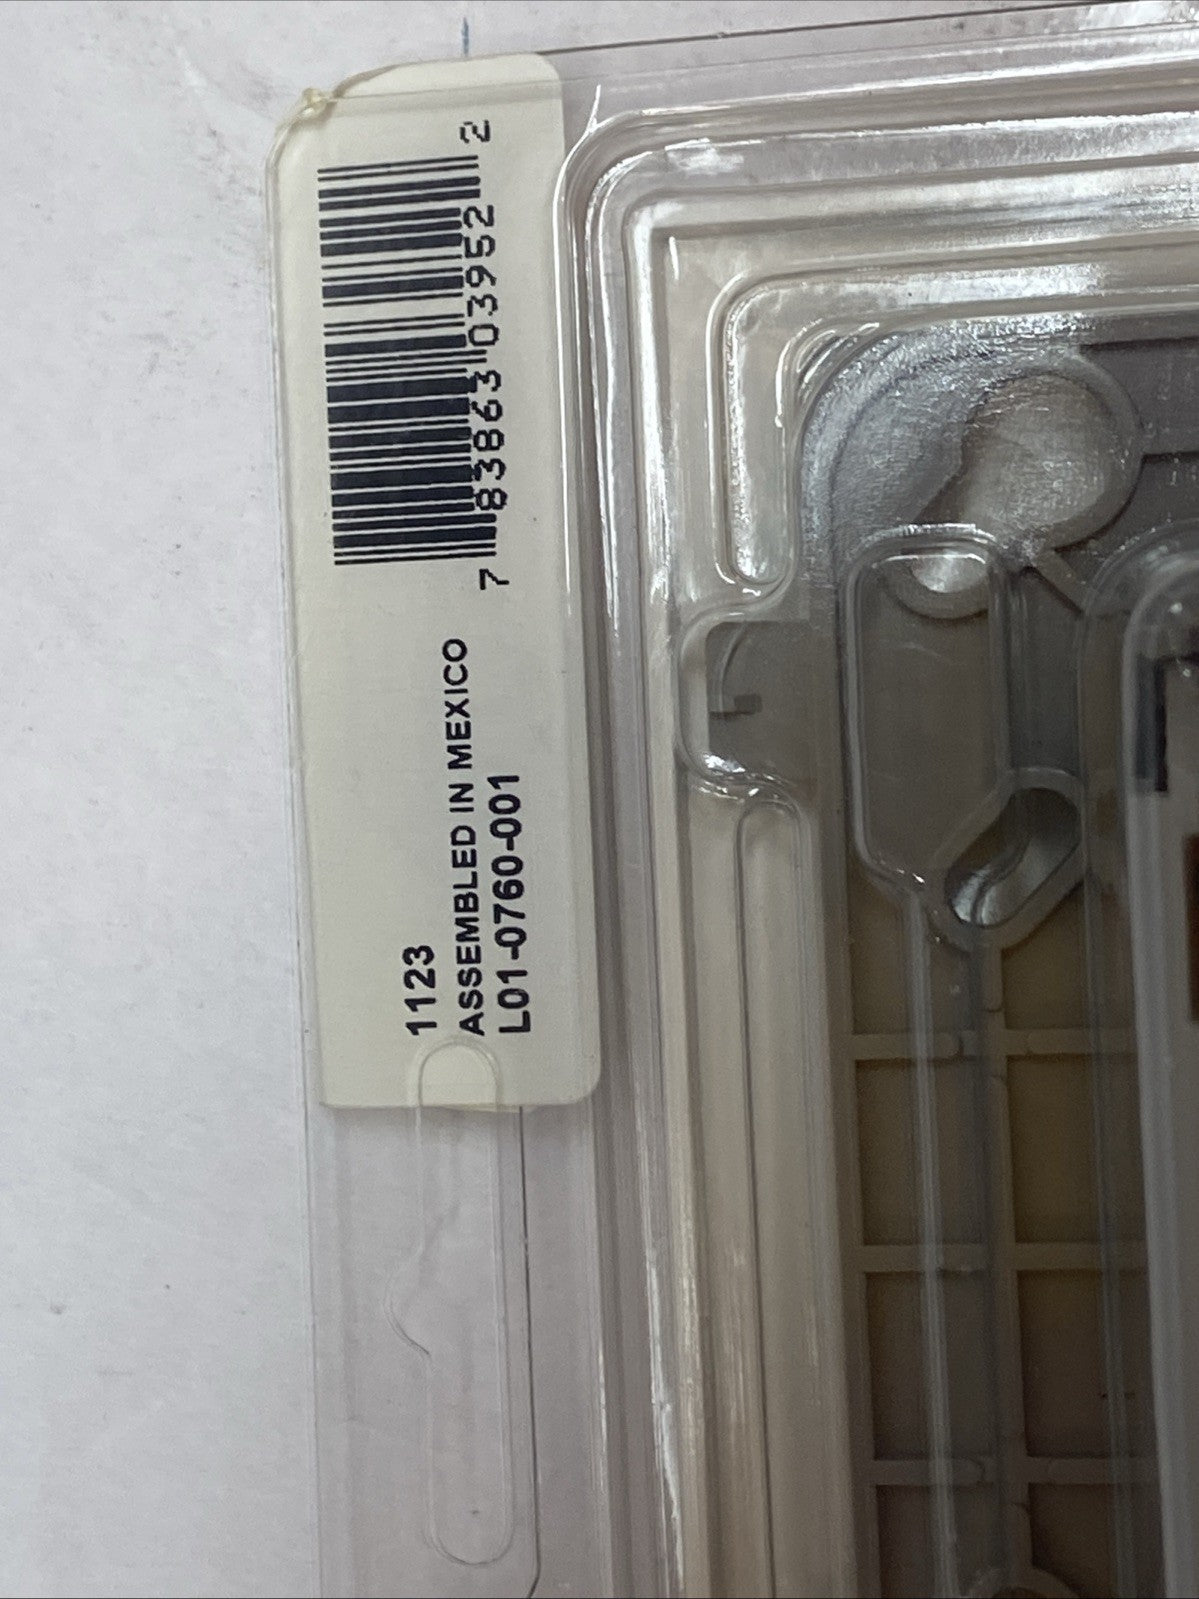 1123
ASSEMBLED IN MEXICO
L01-0760-001
7 83863 03952 2